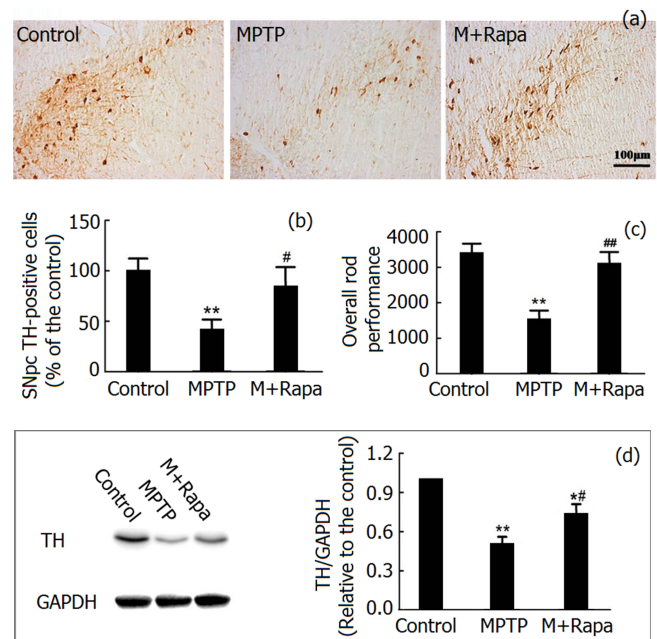 (a)
Control
MPTP
M+Rapa
100μm
(b)
SNpc TH-positive cells
(% of the control)
150
100
50
0
**
#
Control
MPTP
M+Rapa
(c)
Overall rod
performance
4000
3000
2000
1000
0
**
##
Control
MPTP
M+Rapa
Control
MPTP
M+Rapa
TH
GAPDH
(d)
TH/GAPDH
(Relative to the control)
1.2
0.9
0.6
0.3
0.0
**
*#
Control
MPTP
M+Rapa